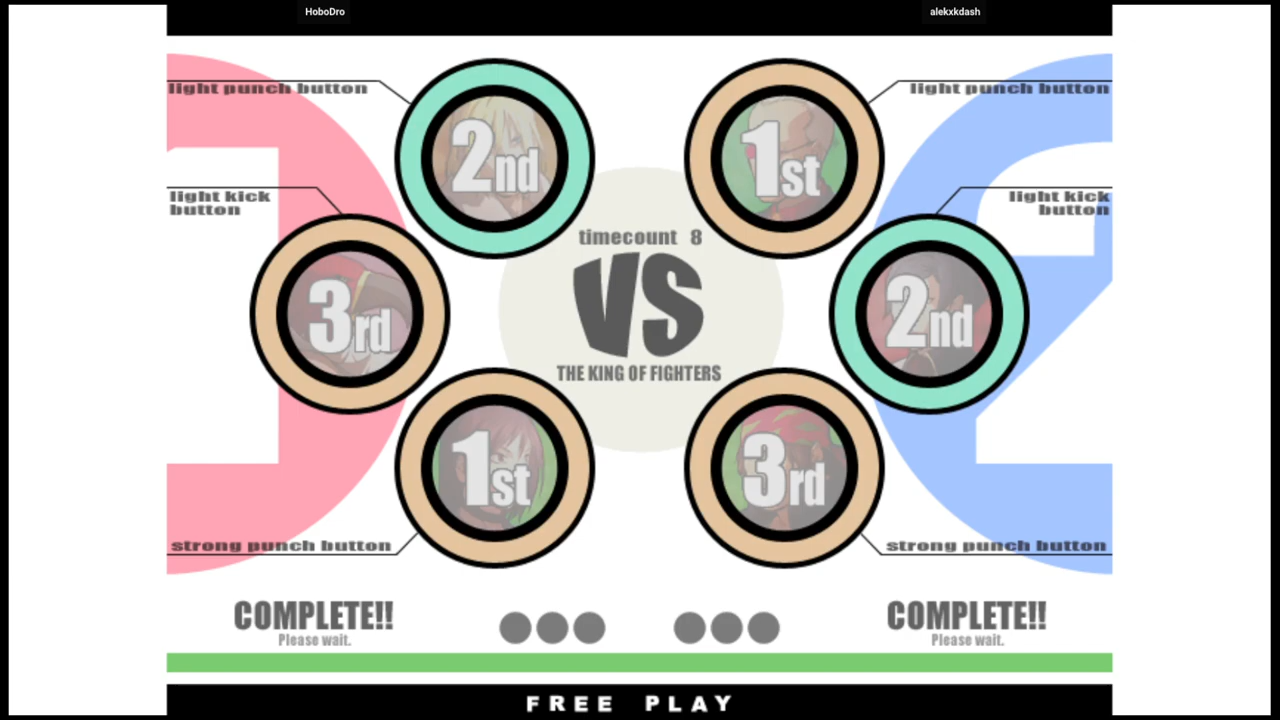 HoboDro
alekxkdash
light punch button
light punch button
2nd
1st
light kick
button
light kick
button
timecount 8
VS
THE KING OF FIGHTERS
3rd
2nd
1st
3rd
strong punch button
strong punch button
COMPLETE!!
Please wait.
COMPLETE!!
Please wait.
FREE PLAY